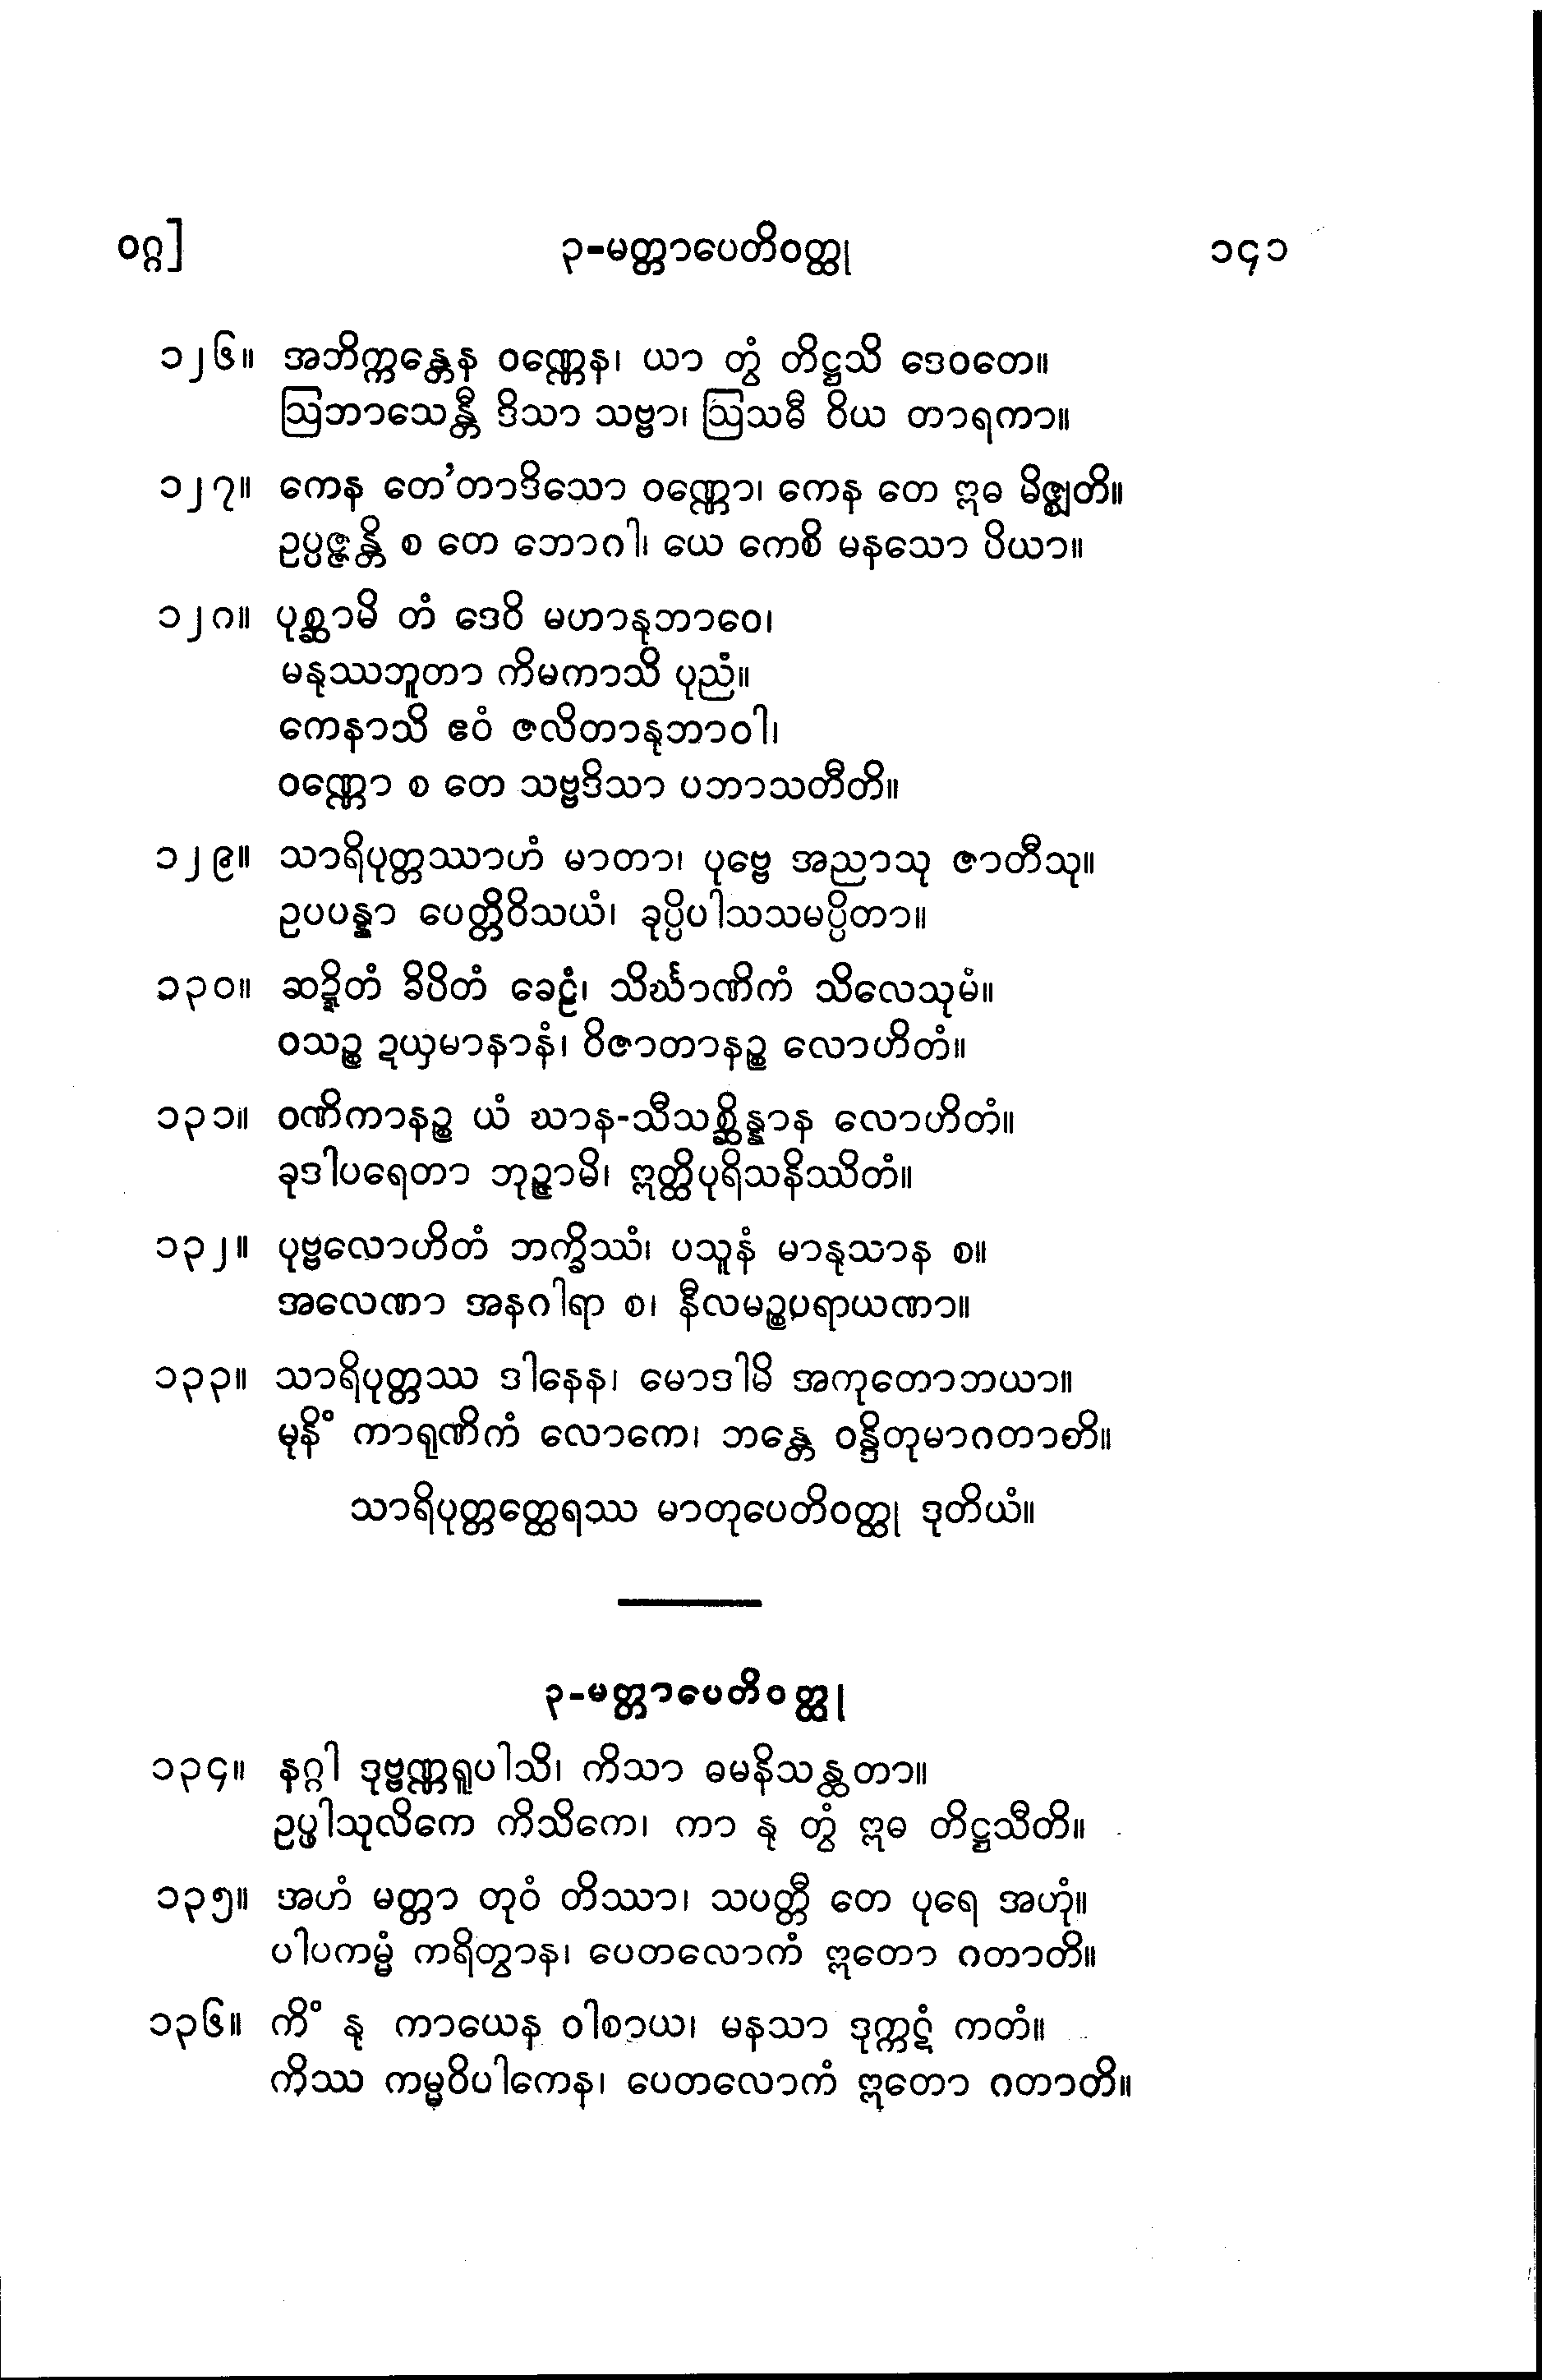 ဝဂ္ဂ]
၃-မတ္တာပေတိဝတ္ထု
၁၄၁
၁၂၆။ အဘိက္ကန္တေန ဝဏ္ဏေန၊ ယာ တွံ တိဋ္ဌသိ ဒေဝတေ။
ဩဘာသေန္တီ ဒိသာ သဗ္ဗာ၊ ဩသဓီ ဝိယ တာရကာ။
၁၂၇။ ကေန တေ’တာဒိသော ဝဏ္ဏော၊ ကေန တေ ဣဓ မိဇ္ဈတိ။
ဥပ္ပဇ္ဇန္တိ စ တေ ဘောဂါ၊ ယေ ကေစိ မနသော ပိယာ။
၁၂၈။ ပုစ္ဆာမိ တံ ဒေဝိ မဟာနုဘာဝေ၊
မနုဿဘူတာ ကိမကာသိ ပုညံ။
ကေနာသိ ဧဝံ ဇလိတာနုဘာဝါ၊
ဝဏ္ဏော စ တေ သဗ္ဗဒိသာ ပဘာသတီတိ။
၁၂၉။ သာရိပုတ္တဿာဟံ မာတာ၊ ပုဗ္ဗေ အညာသု ဇာတီသု။
ဥပပန္နာ ပေတ္တိဝိသယံ၊ ခုပ္ပိပါသသမပ္ပိတာ။
၁၃၀။ ဆဍ္ဍိတံ ခိပိတံ ခေဠံ၊ သိင်္ဃာဏိကံ သိလေသုမံ။
ဝသဉ္စ ဍယှမာနာနံ၊ ဝိဇာတာနဉ္စ လောဟိတံ။
၁၃၁။ ဝဏိကာနဉ္စ ယံ ဃာန-သီသစ္ဆိန္နာန လောဟိတံ။
ခုဒါပရေတာ ဘုဉ္ဇာမိ၊ ဣတ္ထိပုရိသနိဿိတံ။
၁၃၂။ ပုဗ္ဗလောဟိတံ ဘက္ခိဿံ၊ ပသူနံ မာနုသာန စ။
အလေဏာ အနဂါရာ စ၊ နီလမဉ္စပရာယဏာ။
၁၃၃။ သာရိပုတ္တဿ ဒါနေန၊ မောဒါမိ အကုတောဘယာ။
မုနိံ ကာရုဏိကံ လောကေ၊ ဘန္တေ ဝန္ဒိတုမာဂတာတိ။
သာရိပုတ္တတ္ထေရဿ မာတုပေတိဝတ္ထု ဒုတိယံ။
၃-မတ္တာပေတိဝတ္ထု
၁၃၄။ နဂ္ဂါ ဒုဗ္ဗဏ္ဏရူပါသိ၊ ကိသာ ဓမနိသန္ထတာ။
ဥပ္ဖါသုလိကေ ကိသိကေ၊ ကာ နု တွံ ဣဓ တိဋ္ဌသီတိ။
၁၃၅။ အဟံ မတ္တာ တုဝံ တိဿာ၊ သပတ္တီ တေ ပုရေ အဟုံ။
ပါပကမ္မံ ကရိတွာန၊ ပေတလောကံ ဣတော ဂတာတိ။
၁၃၆။ ကိံ နု ကာယေန ဝါစာယ၊ မနသာ ဒုက္ကဋံ ကတံ။
ကိဿ ကမ္မဝိပါကေန၊ ပေတလောကံ ဣတော ဂတာတိ။